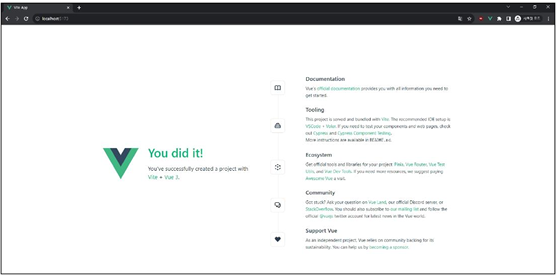 Vite App
localhost:5173
You did it!
You've successfully created a project with
Vite + Vue 3.
Documentation
Vue's official documentation provides you with all information you need to
get started.
Tooling
This project is served and bundled with Vite. The recommended IDE setup is
VSCode + Volar. If you need to test your components and web pages, check
out Cypress and Cypress Component Testing.
More instructions are available in README.md.
Ecosystem
Get official tools and libraries for your project: Pinia, Vue Router, Vue Test
Utils, and Vue Dev Tools. If you need more resources, we suggest paying
Awesome Vue a visit.
Community
Got stuck? Ask your question on Vue Land, our official Discord server, or
StackOverflow. You should also subscribe to our mailing list and follow the
official @vuejs twitter account for latest news in the Vue world.
Support Vue
As an independent project, Vue relies on community backing for its
sustainability. You can help us by becoming a sponsor.